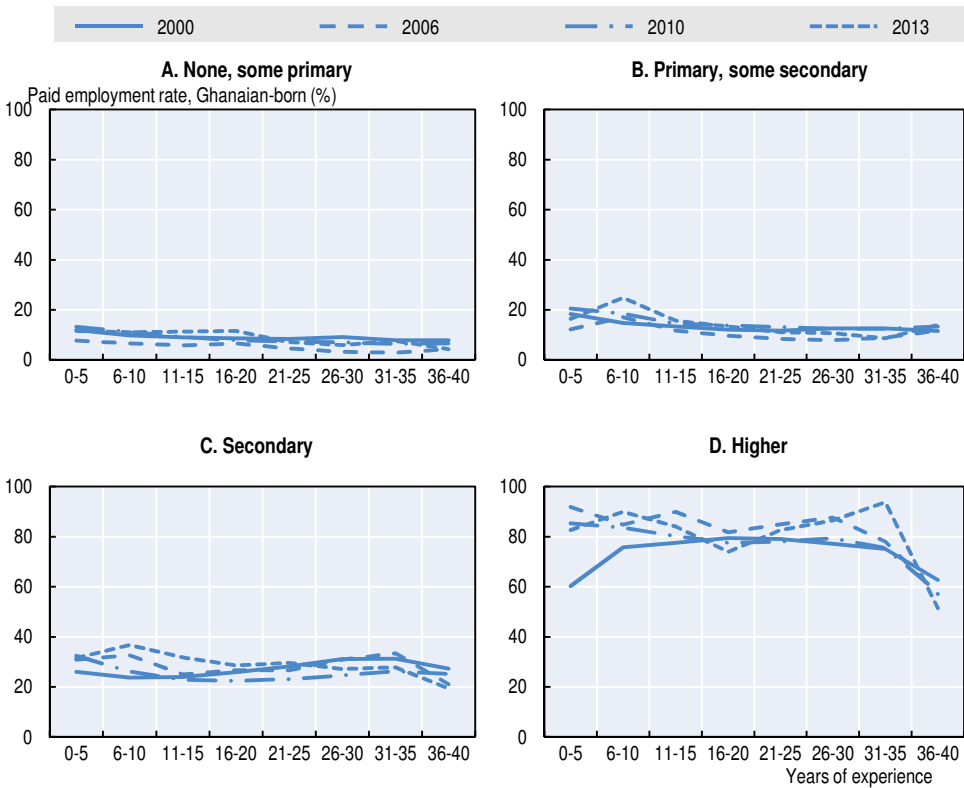 2000 2006 2010 2013
A. None, some primary
Paid employment rate, Ghanaian-born (%)
100
80
60
40
20
0
0-5 6-10 11-15 16-20 21-25 26-30 31-35 36-40
B. Primary, some secondary
100
80
60
40
20
0
0-5 6-10 11-15 16-20 21-25 26-30 31-35 36-40
C. Secondary
100
80
60
40
20
0
0-5 6-10 11-15 16-20 21-25 26-30 31-35 36-40
D. Higher
100
80
60
40
20
0
0-5 6-10 11-15 16-20 21-25 26-30 31-35 36-40
Years of experience